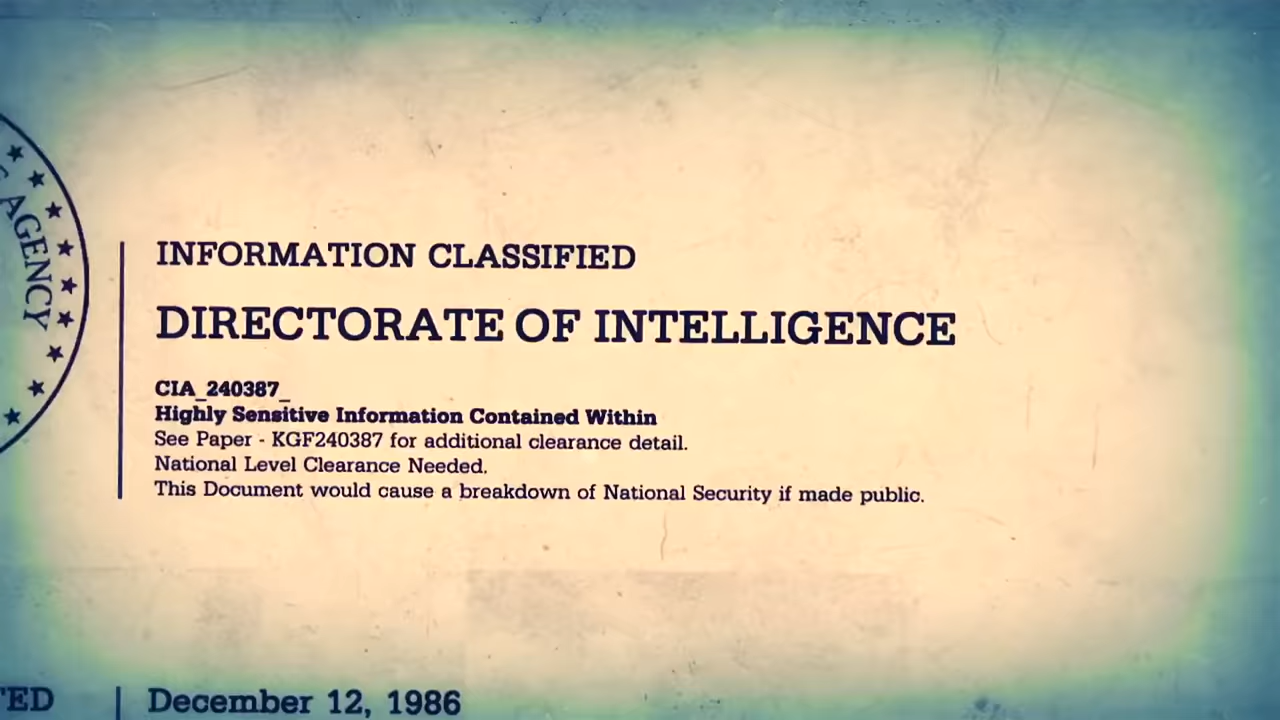 AGENCY
INFORMATION CLASSIFIED
DIRECTORATE OF INTELLIGENCE
CIA_240387_
Highly Sensitive Information Contained Within
See Paper - KGF240387 for additional clearance detail.
National Level Clearance Needed.
This Document would cause a breakdown of National Security if made public.
December 12, 1986